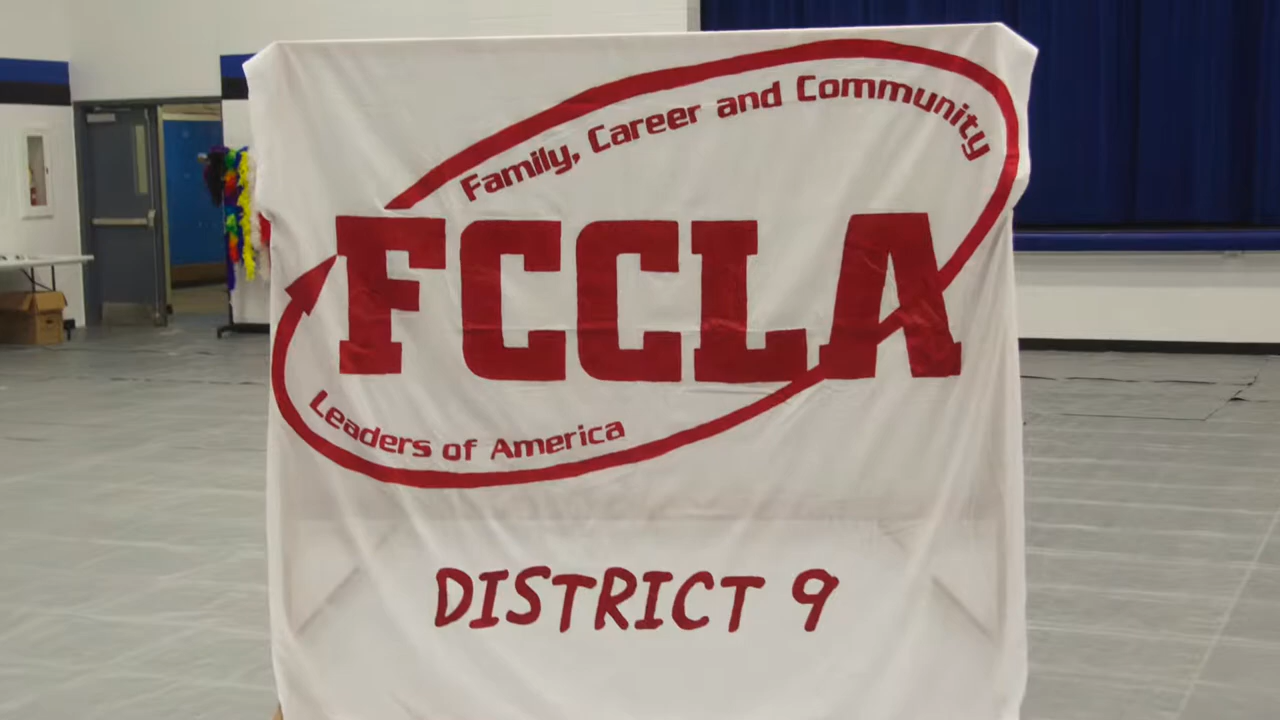 Family, Career and Community
FCCLA
Leaders of America
DISTRICT 9